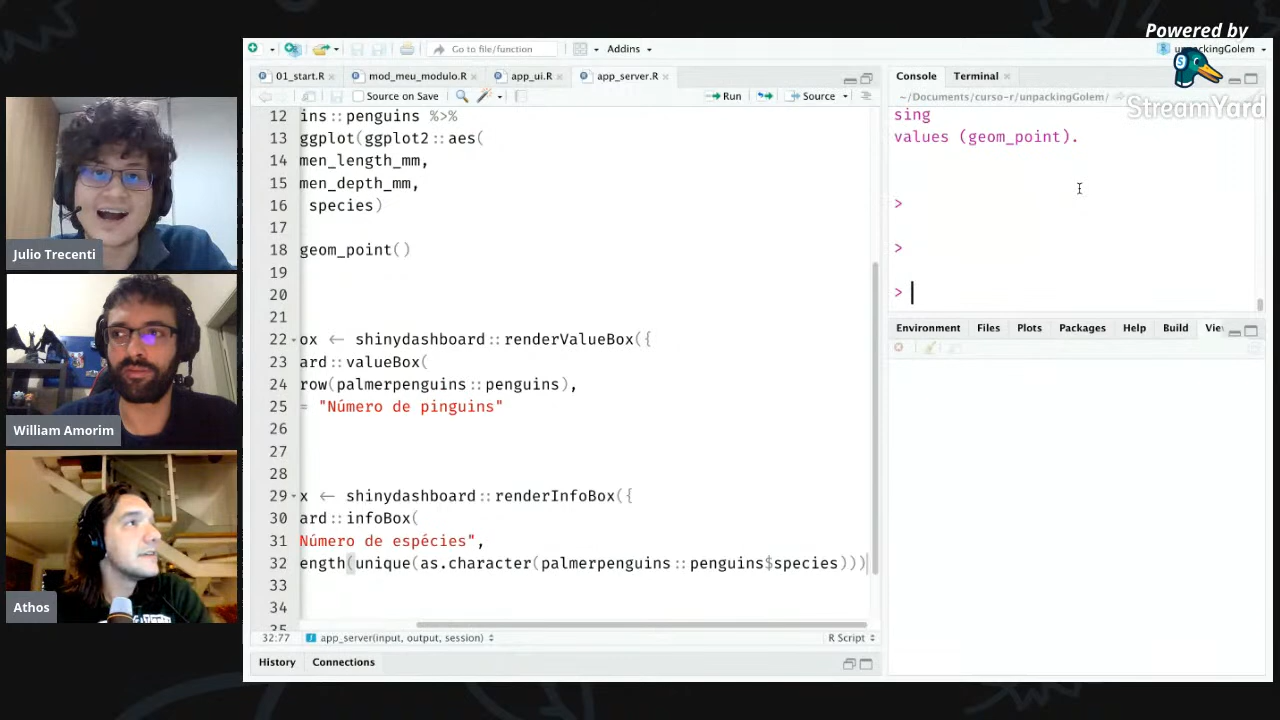 Powered by
StreamYard
Julio Trecenti
William Amorim
Athos
Go to file/function
Addins
unpackingGolem
01_start.R
mod_meu_modulo.R
app_ui.R
app_server.R
Source on Save
Run
Source
12 ins::penguins %>%
13 ggplot(ggplot2::aes(
14 men_length_mm,
15 men_depth_mm,
16 species)
17
18 geom_point()
19
20
21
22 ox <- shinydashboard::renderValueBox({
23 ard::valueBox(
24 row(palmerpenguins::penguins),
25 = "Número de pinguins"
26
27
28
29 x <- shinydashboard::renderInfoBox({
30 ard::infoBox(
31 Número de espécies",
32 ength(unique(as.character(palmerpenguins::penguins$species)))
33
34
35
32:77
app_server(input, output, session)
R Script
History
Connections
Console
Terminal
~/Documents/curso-r/unpackingGolem/
sing
values (geom_point).
>
>
>
Environment
Files
Plots
Packages
Help
Build
Vie